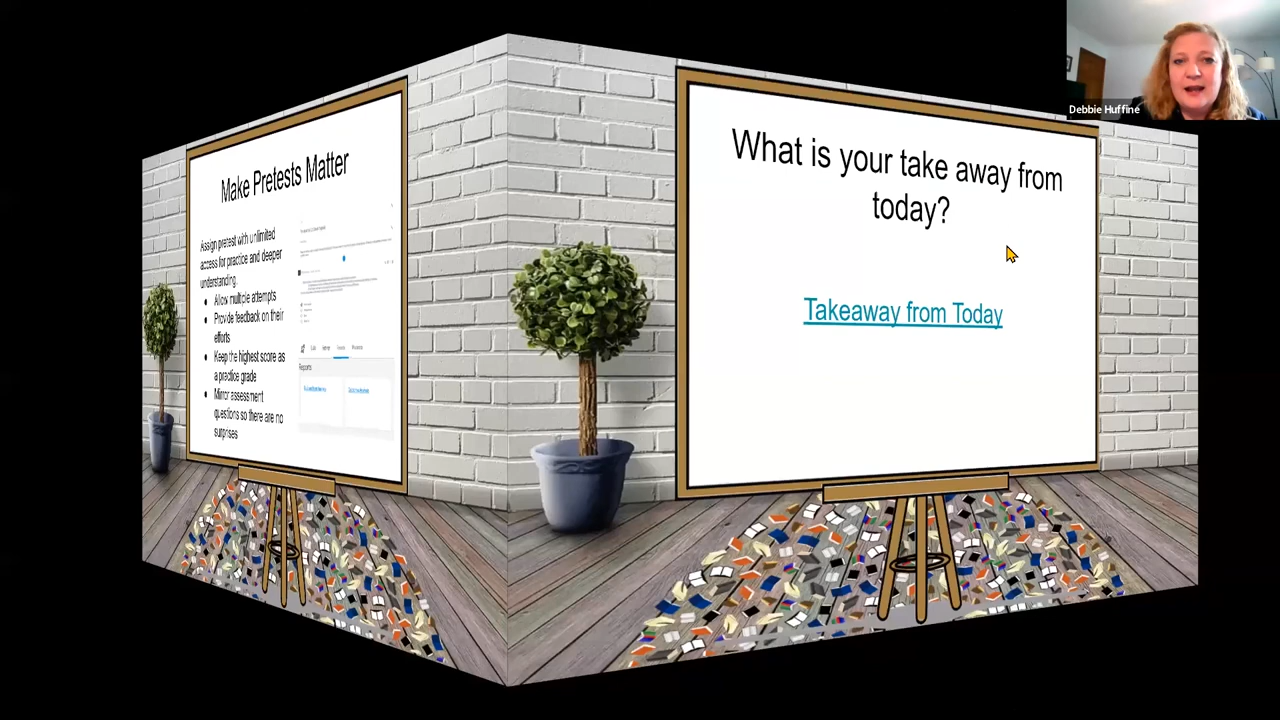 Debbie Huffine
Make Pretests Matter
Assign pretest with unlimited
access for practice and deeper
understanding
● Allow multiple attempts
● Provide feedback on their
efforts
● Keep the highest score as
a practice grade
● Mirror assessment
questions so there are no
surprises
Reports
What is your take away from
today?
Takeaway from Today